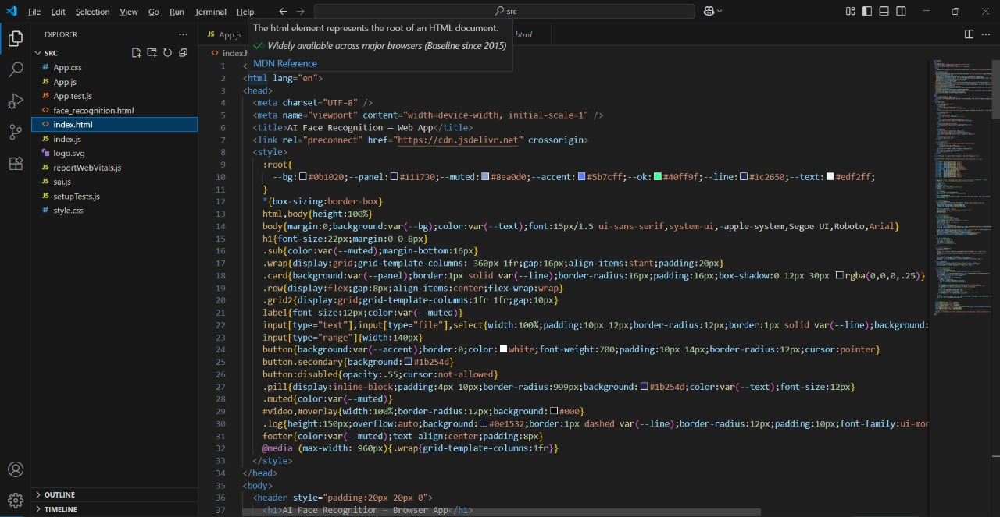 File Edit Selection View Go Run Terminal Help
src
EXPLORER
SRC
App.css
App.js
App.test.js
face_recognition.html
index.html
index.js
logo.svg
reportWebVitals.js
sai.js
setupTests.js
style.css
OUTLINE
TIMELINE
App.js
.html
The html element represents the root of an HTML document.
Widely available across major browsers (Baseline since 2015)
MDN Reference
1 <
2 <html lang="en">
3 <head>
4 <meta charset="UTF-8" />
5 <meta name="viewport" content="width=device-width, initial-scale=1" />
6 <title>AI Face Recognition — Web App</title>
7 <link rel="preconnect" href="https://cdn.jsdelivr.net" crossorigin>
8 <style>
9 :root{
10 --bg:#0b1020;--panel:#111730;--muted:#8ea0d0;--accent:#5b7cff;--ok:#40ff9f;--line:#1c2650;--text:#edf2ff;
11 }
12 *{box-sizing:border-box}
13 html,body{height:100%}
14 body{margin:0;background:var(--bg);color:var(--text);font:15px/1.5 ui-sans-serif,system-ui,-apple-system,Segoe UI,Roboto,Arial}
15 h1{font-size:22px;margin:0 0 8px}
16 .sub{color:var(--muted);margin-bottom:16px}
17 .wrap{display:grid;grid-template-columns: 360px 1fr;gap:16px;align-items:start;padding:20px}
18 .card{background:var(--panel);border:1px solid var(--line);border-radius:16px;padding:16px;box-shadow:0 12px 30px rgba(0,0,0,.25)}
19 .row{display:flex;gap:8px;align-items:center;flex-wrap:wrap}
20 .grid2{display:grid;grid-template-columns:1fr 1fr;gap:10px}
21 label{font-size:12px;color:var(--muted)}
22 input[type="text"],input[type="file"],select{width:100%;padding:10px 12px;border-radius:12px;border:1px solid var(--line);background:
23 input[type="range"]{width:140px}
24 button{background:var(--accent);border:0;color:white;font-weight:700;padding:10px 14px;border-radius:12px;cursor:pointer}
25 button.secondary{background:#1b254d}
26 button:disabled{opacity:.55;cursor:not-allowed}
27 .pill{display:inline-block;padding:4px 10px;border-radius:999px;background:#1b254d;color:var(--text);font-size:12px}
28 .muted{color:var(--muted)}
29 #video,#overlay{width:100%;border-radius:12px;background:#000}
30 .log{height:150px;overflow:auto;background:#0e1532;border:1px dashed var(--line);border-radius:12px;padding:10px;font-family:ui-mon
31 footer{color:var(--muted);text-align:center;padding:8px}
32 @media (max-width: 960px){.wrap{grid-template-columns:1fr}}
33 </style>
34 </head>
35 <body>
36 <header style="padding:20px 20px 0">
37 <h1>AI Face Recognition — Browser App</h1>